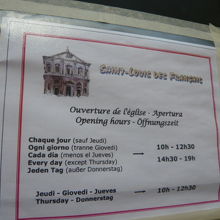 SAINT-LOUIS DES FRANÇAIS
Ouverture de l'église - Apertura
Opening hours - Öffnungszeit
Chaque jour (sauf Jeudi)
Ogni giorno (tranne Giovedi)
Cada día (menos el Jueves)
Every day (except Thursday)
Jeden Tag (außer Donnerstag)
10h - 12h30
14h30 - 19h
Jeudi - Giovedi - Jueves
Thursday - Donnerstag
10h - 12h30